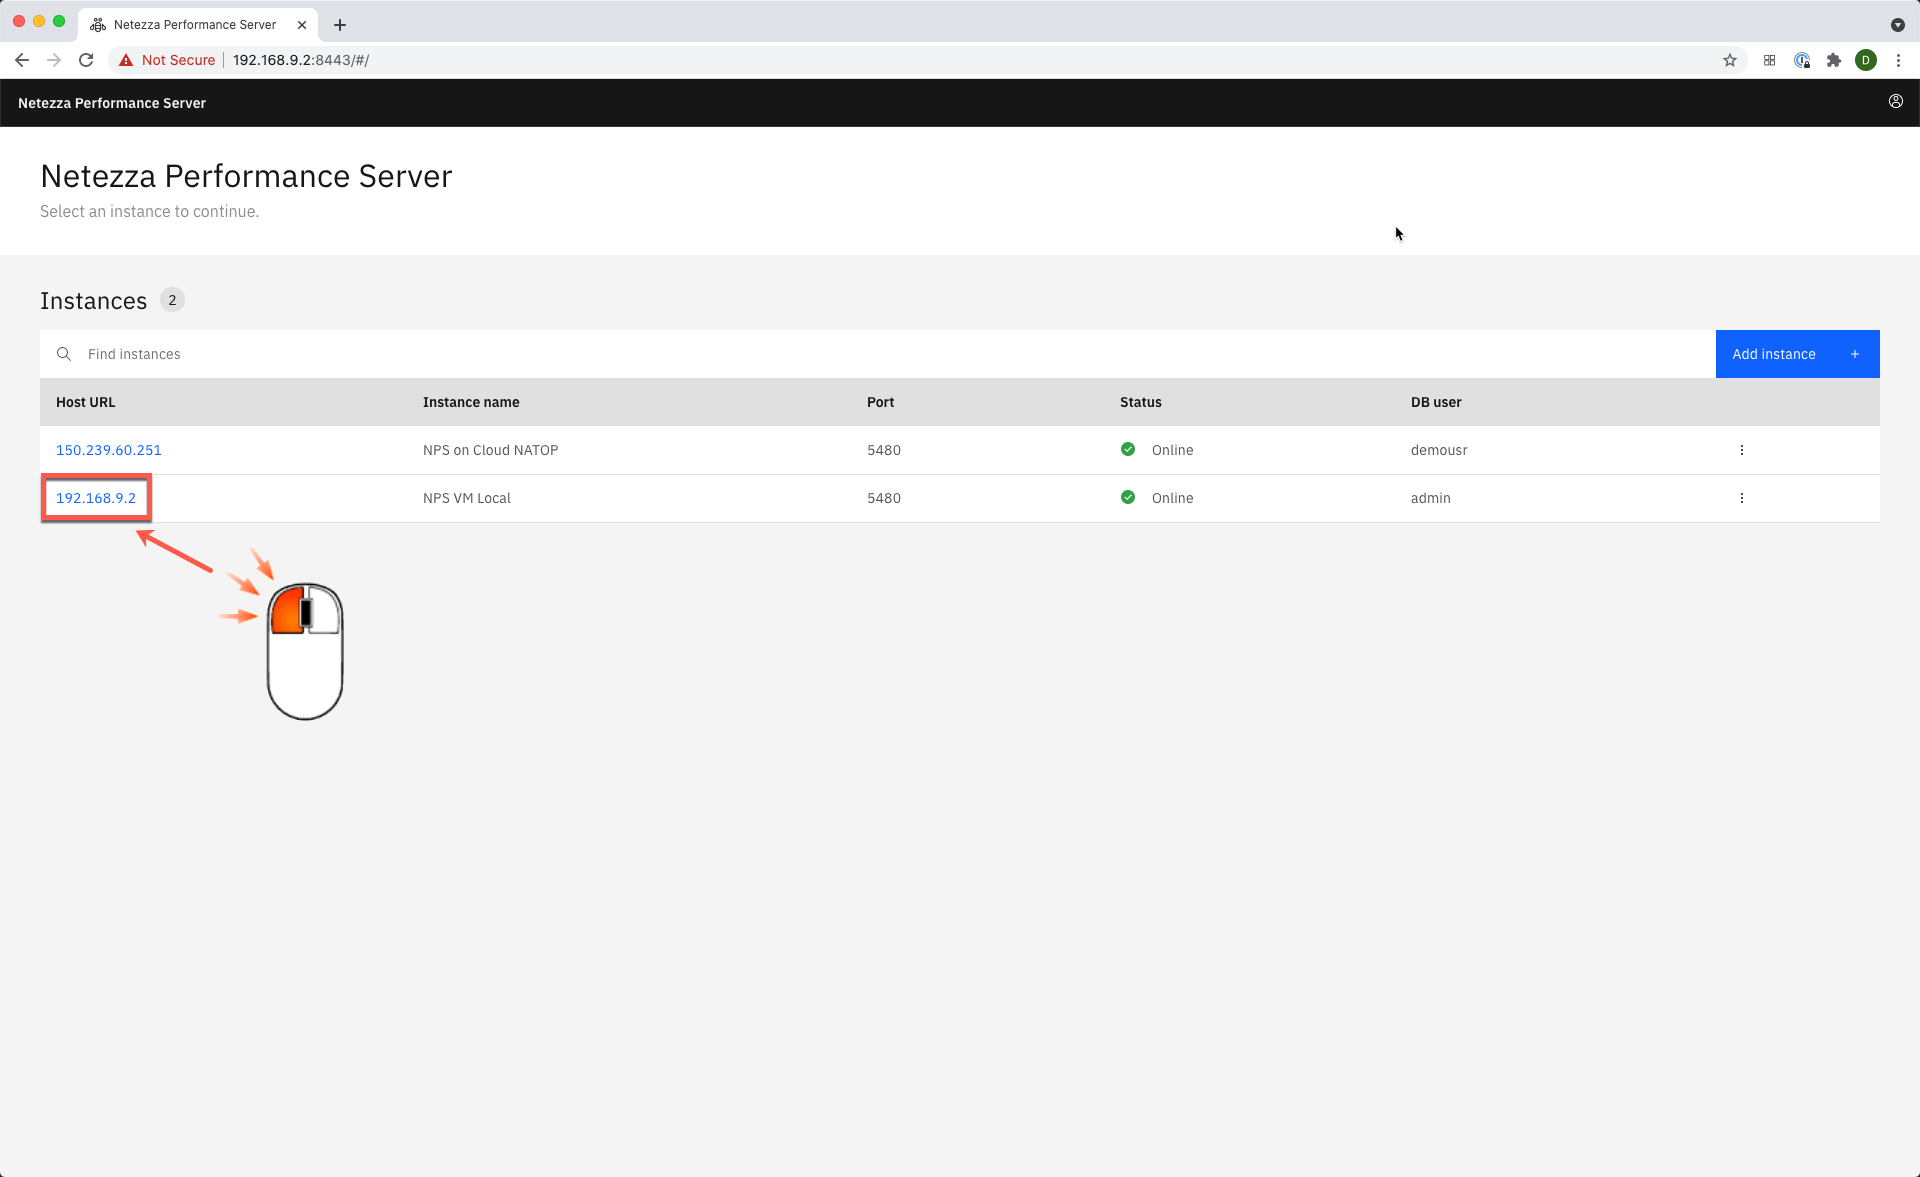 Netezza Performance Server
Not Secure 192.168.9.2:8443/#/
D
Netezza Performance Server
Netezza Performance Server
Select an instance to continue.
Instances 2
Find instances
Add instance +
Host URL Instance name Port Status DB user
150.239.60.251 NPS on Cloud NATOP 5480 Online demousr
192.168.9.2 NPS VM Local 5480 Online admin